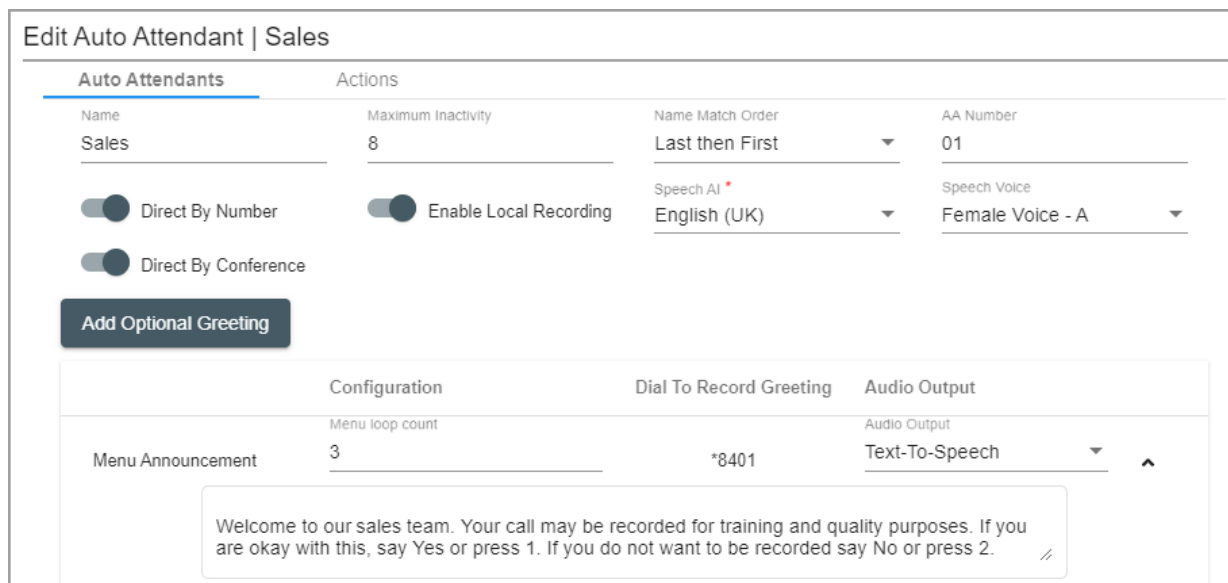 Edit Auto Attendant | Sales
Auto Attendants Actions
Name Maximum Inactivity Name Match Order AA Number
Sales 8 Last then First 01
Speech AI * Speech Voice
Direct By Number Enable Local Recording English (UK) Female Voice - A
Direct By Conference
Add Optional Greeting
Configuration Dial To Record Greeting Audio Output
Menu loop count Audio Output
Menu Announcement 3 *8401 Text-To-Speech
Welcome to our sales team. Your call may be recorded for training and quality purposes. If you
are okay with this, say Yes or press 1. If you do not want to be recorded say No or press 2.